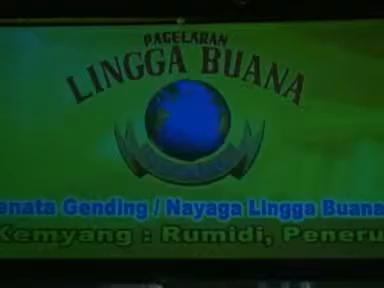 PAGELARAN
LINGGA BUANA
enata Gending / Nayaga Lingga Buana
Kemyang : Rumidi, Peneru